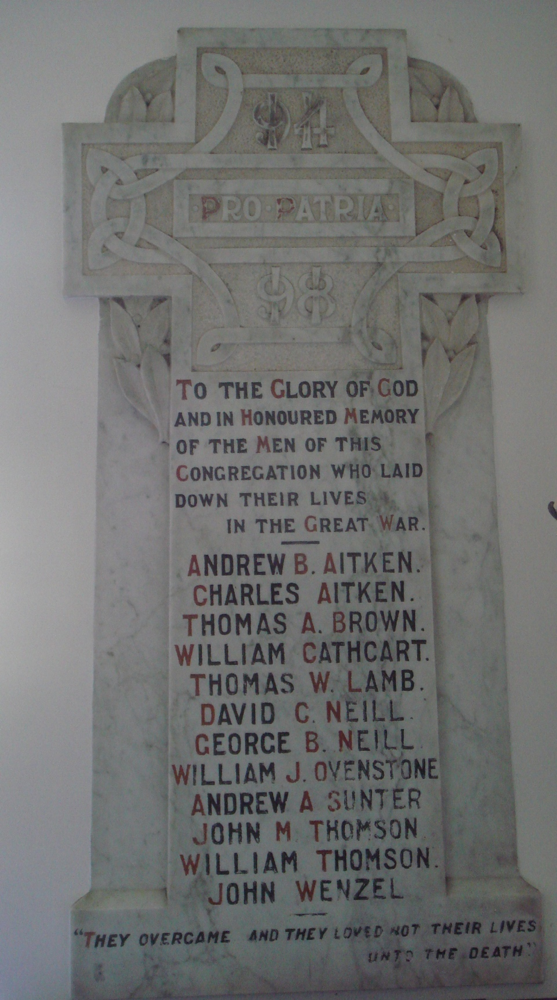 1914
·PRO·PATRIA·
1918
TO THE GLORY OF GOD
AND IN HONOURED MEMORY
OF THE MEN OF THIS
CONGREGATION WHO LAID
DOWN THEIR LIVES
IN THE GREAT WAR.
ANDREW B. AITKEN.
CHARLES AITKEN.
THOMAS A. BROWN.
WILLIAM CATHCART.
THOMAS W. LAMB.
DAVID C. NEILL.
GEORGE B. NEILL.
WILLIAM J. OVENSTONE
ANDREW A SUNTER
JOHN M THOMSON
WILLIAM THOMSON.
JOHN WENZEL
"THEY OVERCAME AND THEY LOVED NOT THEIR LIVES
UNTO THE DEATH"